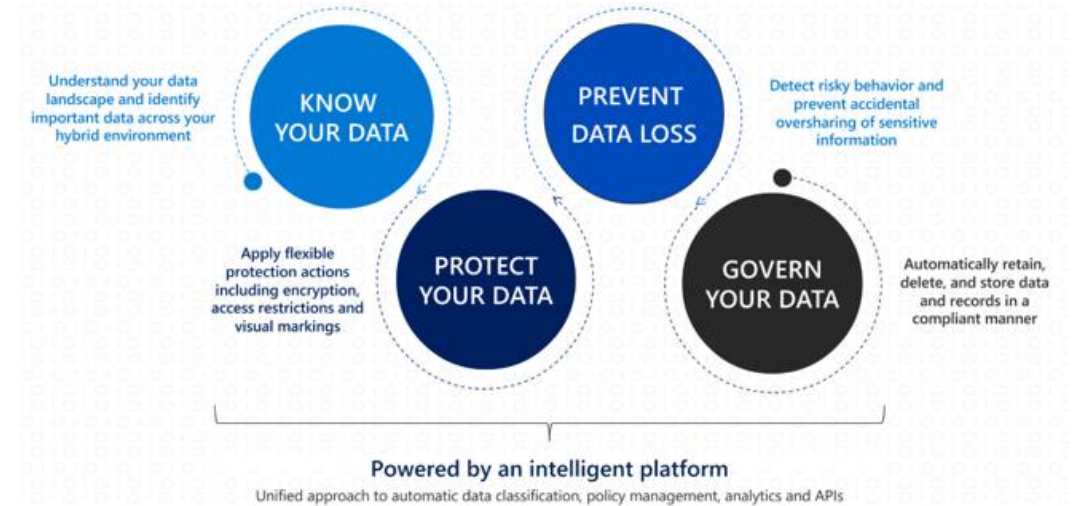 Understand your data
landscape and identify
important data across your
hybrid environment
KNOW
YOUR DATA
PREVENT
DATA LOSS
Detect risky behavior and
prevent accidental
oversharing of sensitive
information
Apply flexible
protection actions
including encryption,
access restrictions and
visual markings
PROTECT
YOUR DATA
GOVERN
YOUR DATA
Automatically retain,
delete, and store data
and records in a
compliant manner
Powered by an intelligent platform
Unified approach to automatic data classification, policy management, analytics and APIs